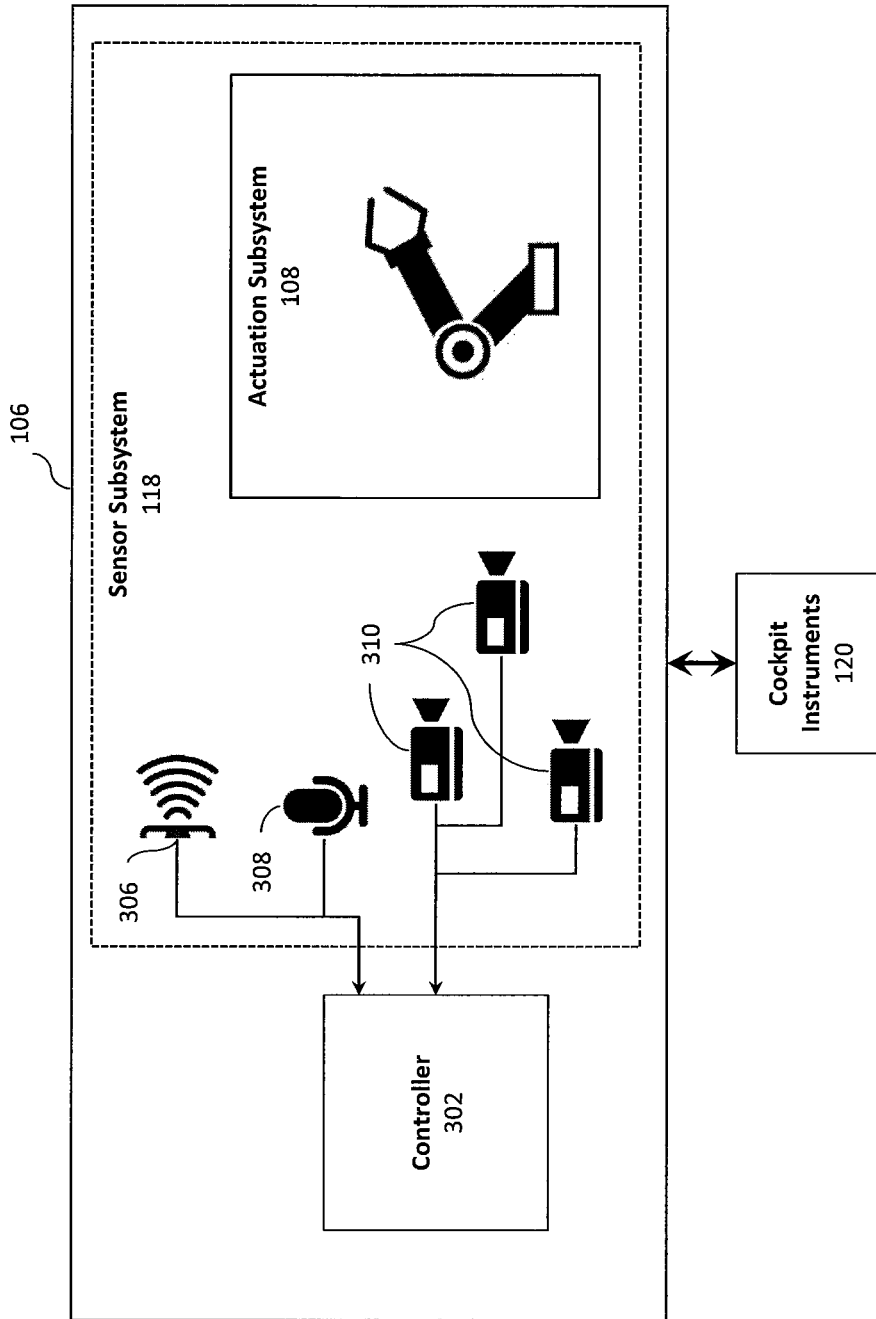 106
Sensor Subsystem
118
Actuation Subsystem
108
306
308
310
Controller
302
Cockpit
Instruments
120